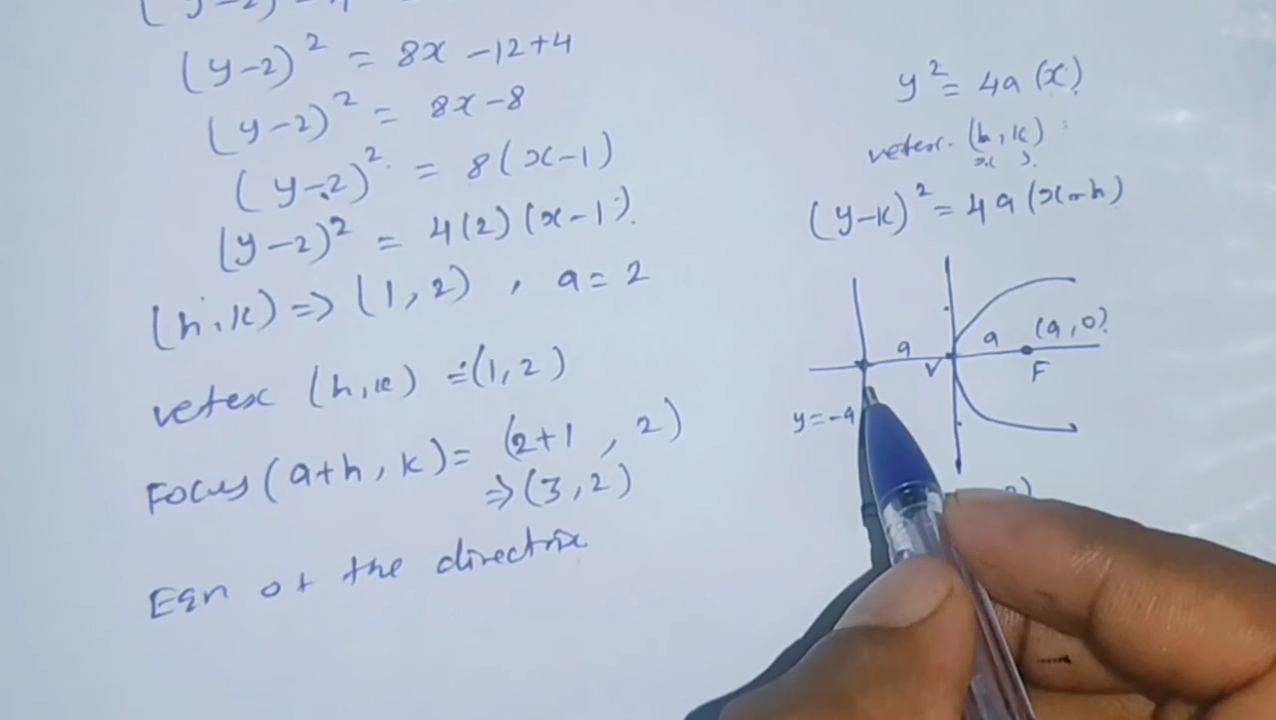 (y-2)² = 8x -12+4
(y-2)² = 8x-8
(y-2)² = 8(x-1)
(y-2)² = 4(2)(x-1)
(h,k) => (1,2) , a=2
vetex (h,k) = (1,2)
Focus (a+h, k) = (2+1 , 2)
=> (3,2)
Eqn of the directrix
y² = 4a (x)
vetex. (h,k)
(y-k)² = 4a (x-h)
a
a
(a,0)
V
F
y=-a